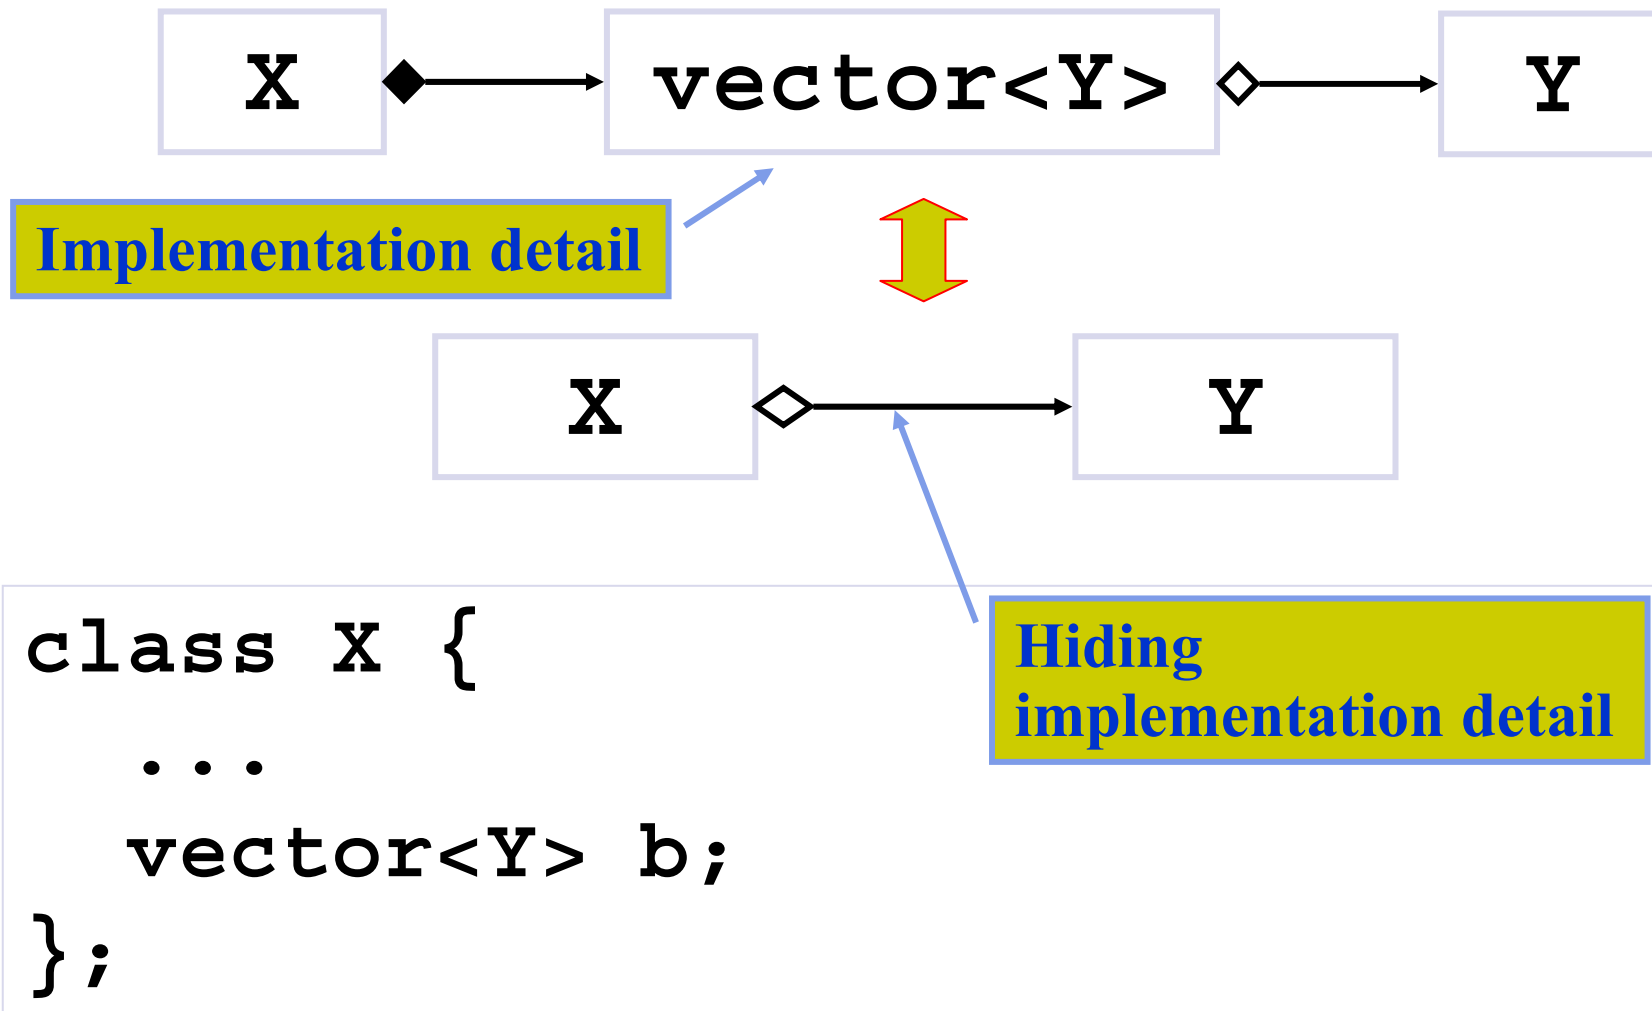 X vector<Y> Y
Implementation detail
X Y
class X {
...
vector<Y> b;
};
Hiding
implementation detail